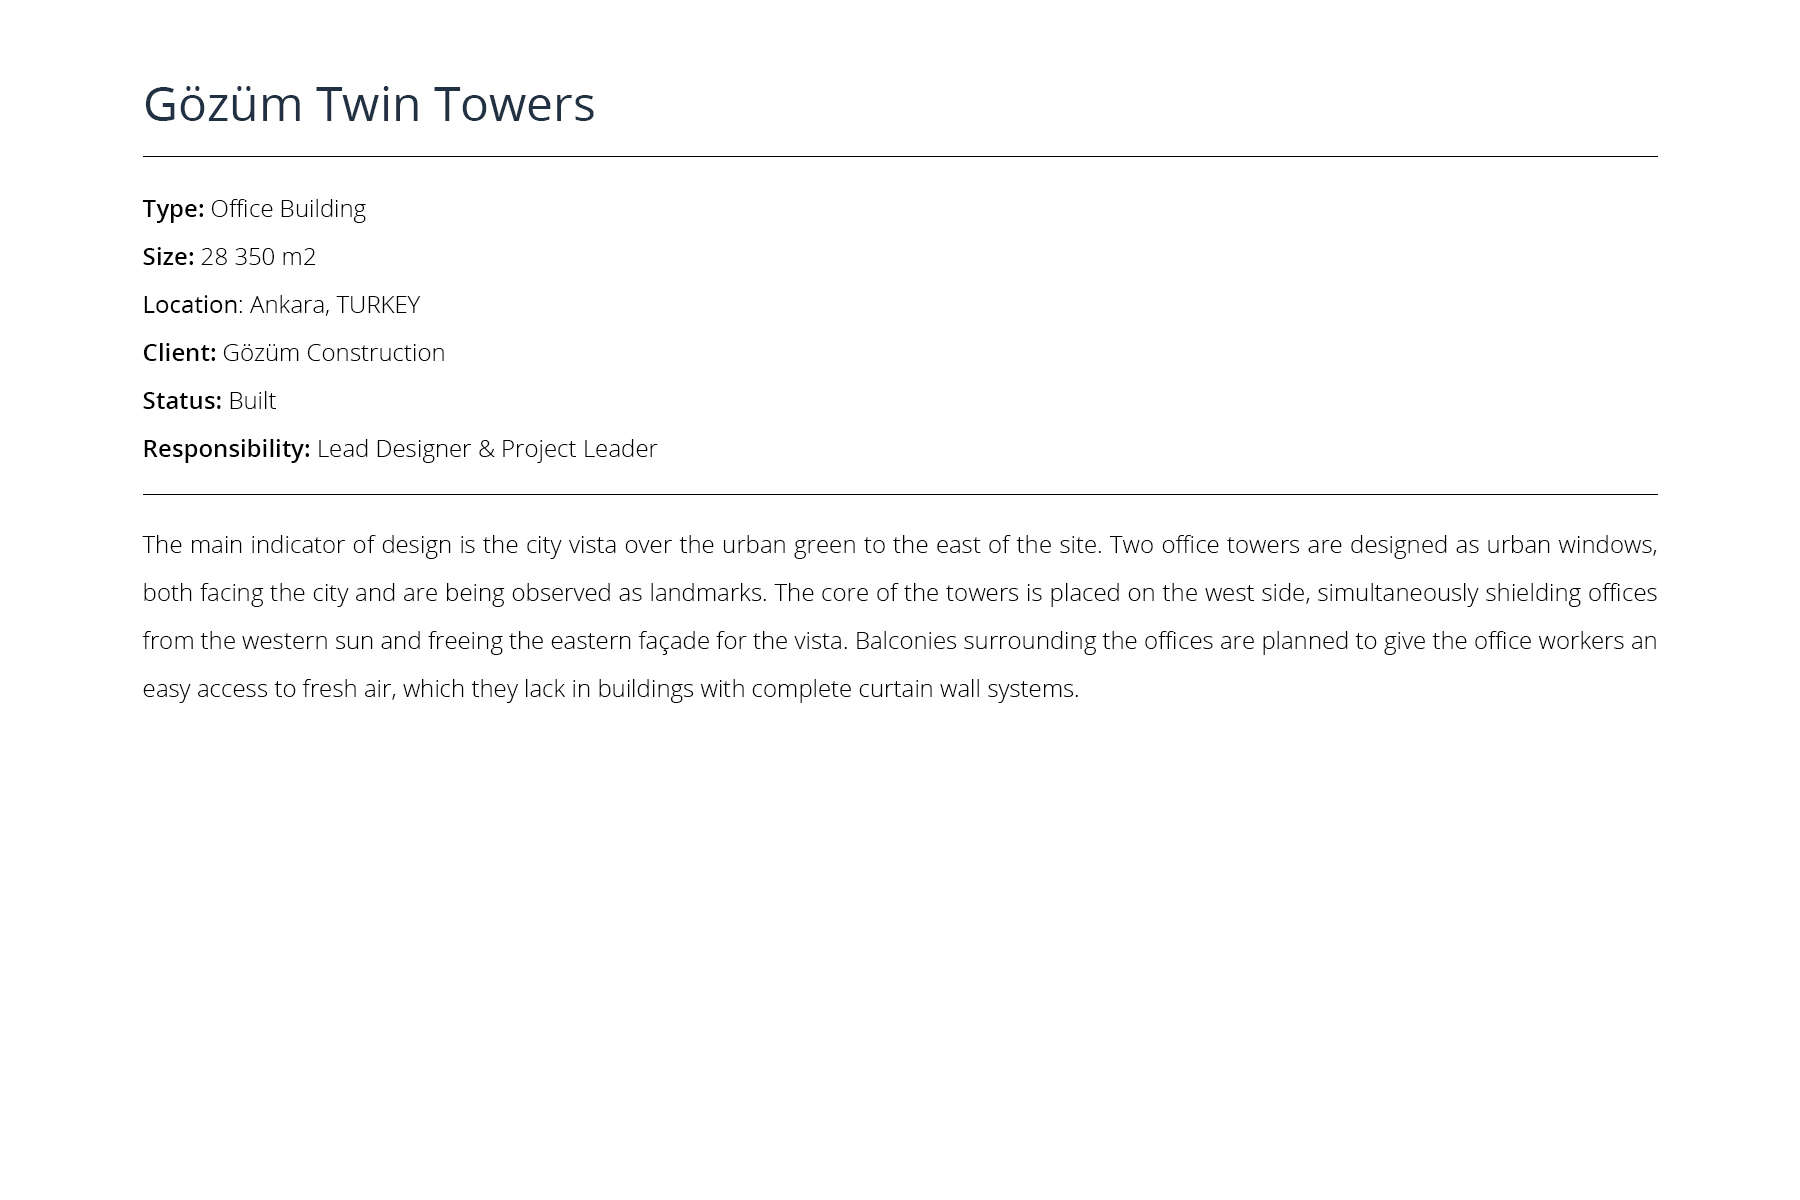 Gözüm Twin Towers
Type: Office Building
Size: 28 350 m2
Location: Ankara, TURKEY
Client: Gözüm Construction
Status: Built
Responsibility: Lead Designer & Project Leader
The main indicator of design is the city vista over the urban green to the east of the site. Two office towers are designed as urban windows,
both facing the city and are being observed as landmarks. The core of the towers is placed on the west side, simultaneously shielding offices
from the western sun and freeing the eastern façade for the vista. Balconies surrounding the offices are planned to give the office workers an
easy access to fresh air, which they lack in buildings with complete curtain wall systems.